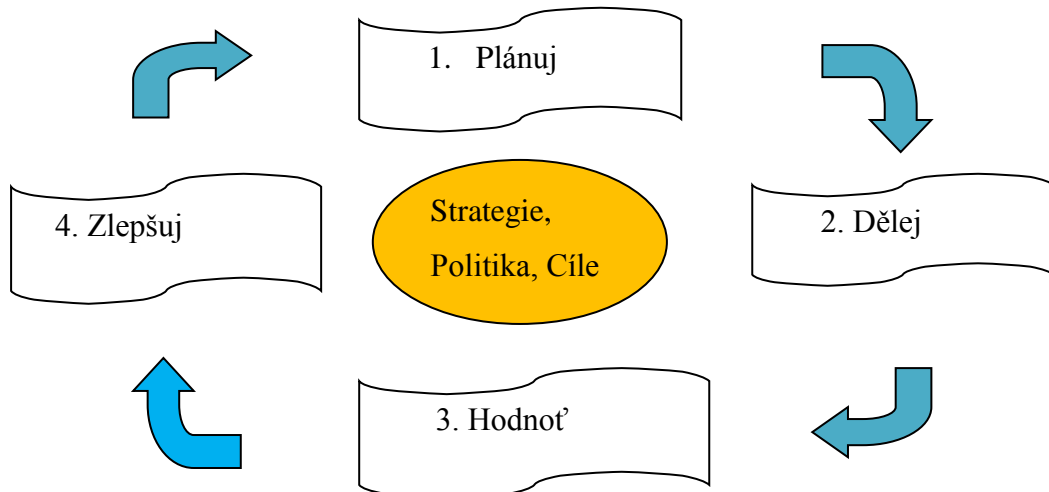 1. Plánuj
2. Dělej
3. Hodnoť
4. Zlepšuj
Strategie,
Politika, Cíle